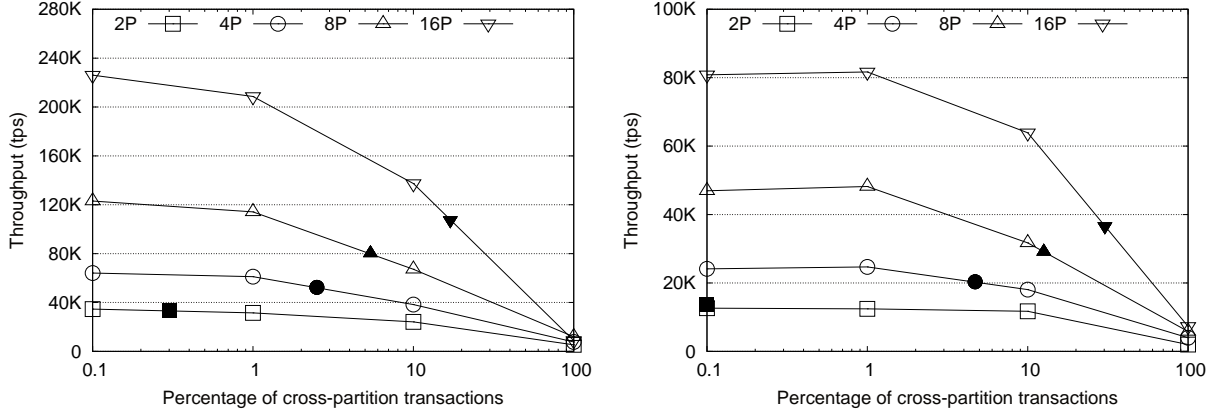 2P 4P 8P 16P
280K
240K
200K
160K
120K
80K
40K
0
Throughput (tps)
0.1 1 10 100
Percentage of cross-partition transactions
2P 4P 8P 16P
100K
80K
60K
40K
20K
0
Throughput (tps)
0.1 1 10 100
Percentage of cross-partition transactions